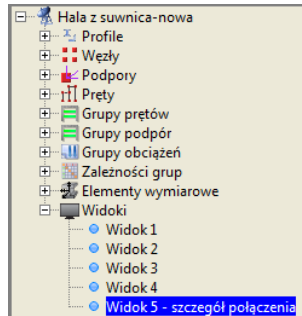 Hala z suwnica-nowa
Profile
Węzły
Podpory
Pręty
Grupy prętów
Grupy podpór
Grupy obciążeń
Zależności grup
Elementy wymiarowe
Widoki
Widok 1
Widok 2
Widok 3
Widok 4
Widok 5 - szczegół połączenia